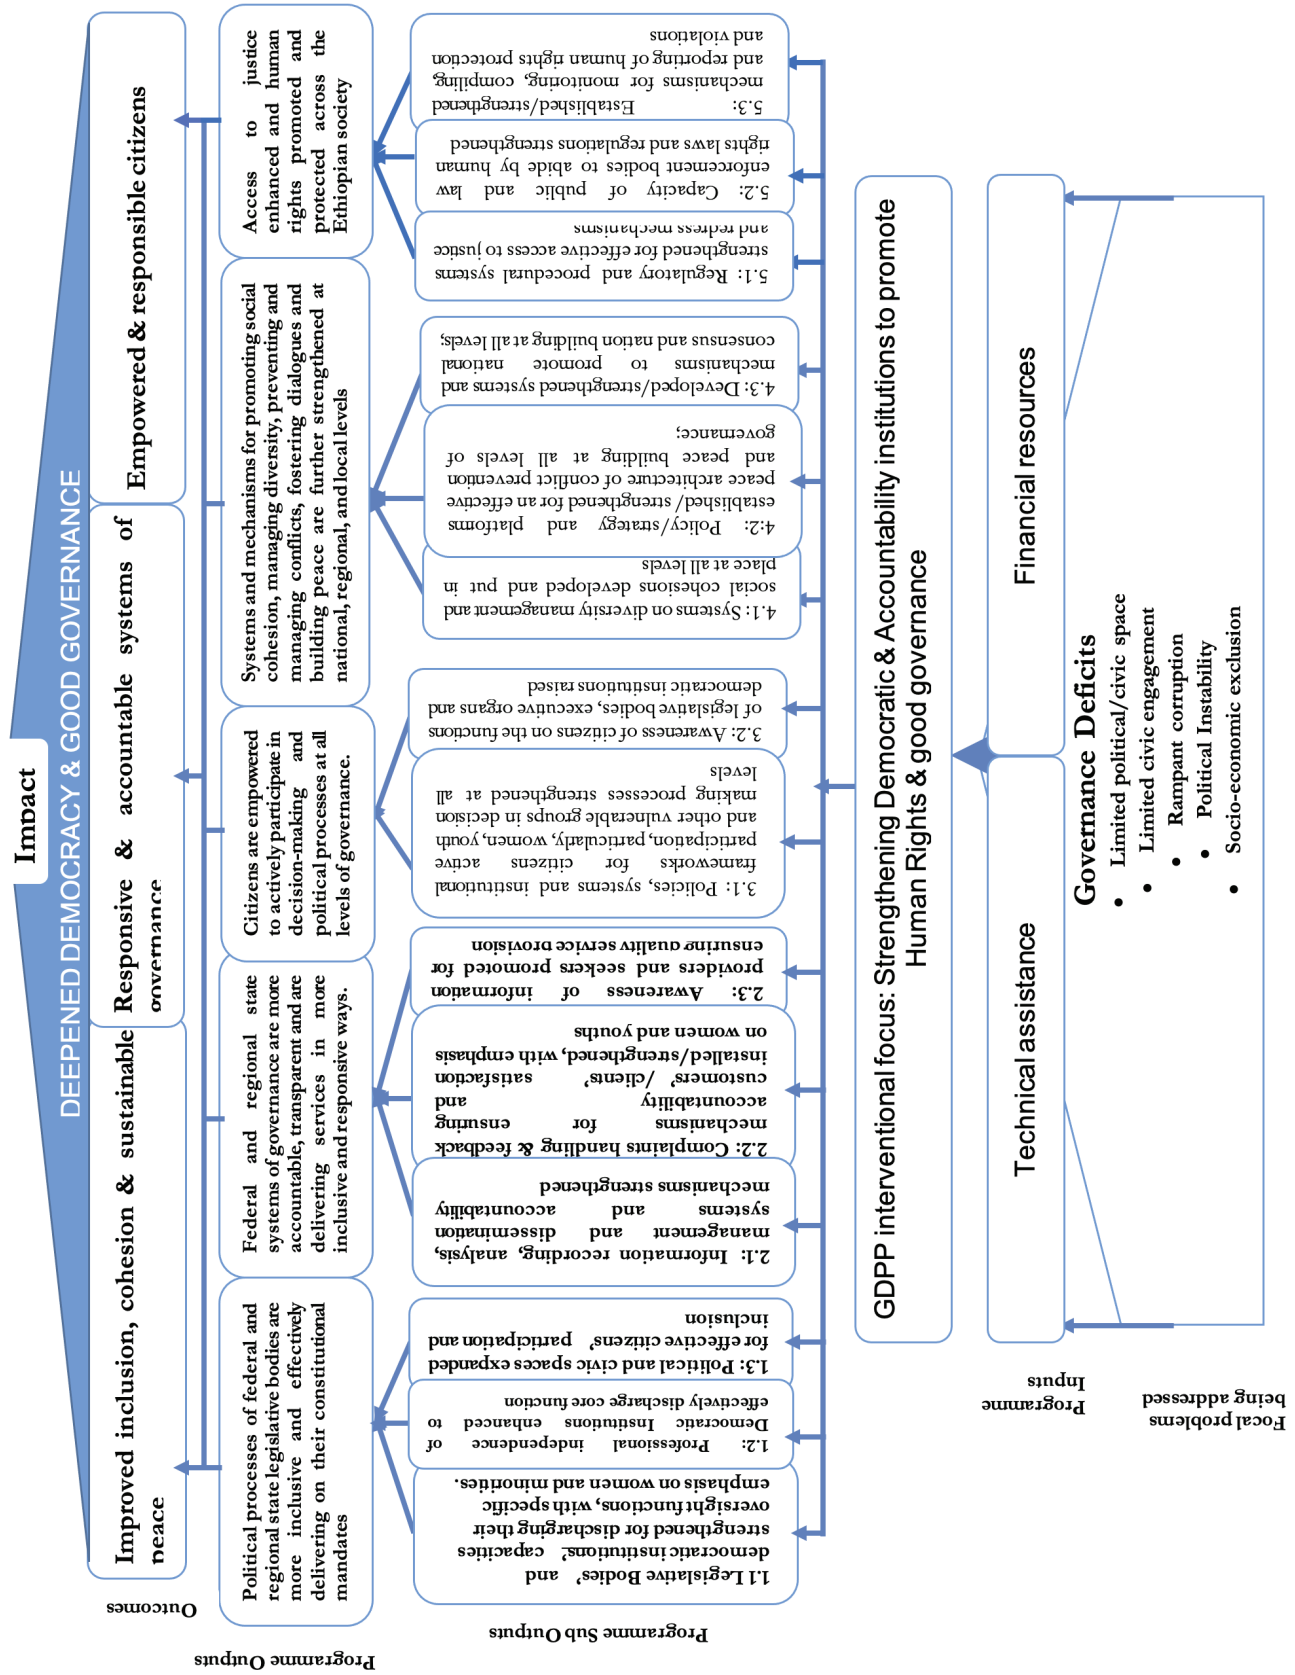 Impact
DEEPENED DEMOCRACY & GOOD GOVERNANCE
Outcomes
Improved inclusion, cohesion & sustainable
peace
Responsive & accountable systems of
governance
Empowered & responsible citizens
Programme Outputs
Political processes of federal and
regional state legislative bodies are
more inclusive and effectively
delivering on their constitutional
mandates
Federal and regional state
systems of governance are more
accountable, transparent and are
delivering services in more
inclusive and responsive ways.
Citizens are empowered
to actively participate in
decision-making and
political processes at all
levels of governance.
Systems and mechanisms for promoting social
cohesion, managing diversity, preventing and
managing conflicts, fostering dialogues and
building peace are further strengthened at
national, regional, and local levels
Access to justice
enhanced and human
rights promoted and
protected across the
Ethiopian society
Programme Sub Outputs
1.1 Legislative Bodies’ and
democratic institutions’ capacities
strengthened for discharging their
oversight functions, with specific
emphasis on women and minorities.
1.2: Professional independence of
Democratic Institutions enhanced to
effectively discharge core function
1.3: Political and civic spaces expanded
for effective citizens’ participation and
inclusion
2.1: Information recording, analysis,
management and dissemination
systems and accountability
mechanisms strengthened
2.2: Complaints handling & feedback
mechanisms for ensuring
accountability and
customers’ /clients’ satisfaction
installed/strengthened, with emphasis
on women and youths
2.3: Awareness of information
providers and seekers promoted for
ensuring quality service provision
3.1: Policies, systems and institutional
frameworks for citizens active
participation, particularly, women, youth
and other vulnerable groups in decision
making processes strengthened at all
levels
3.2: Awareness of citizens on the functions
of legislative bodies, executive organs and
democratic institutions raised
4.1: Systems on diversity management and
social cohesions developed and put in
place at all levels
4:2: Policy/strategy and platforms
established/ strengthened for an effective
peace architecture of conflict prevention
and peace building at all levels of
governance;
4.3: Developed/strengthened systems and
mechanisms to promote national
consensus and nation building at all levels;
5.1: Regulatory and procedural systems
strengthened for effective access to justice
and redress mechanisms
5.2: Capacity of public and law
enforcement bodies to abide by human
rights laws and regulations strengthened
5.3: Established/strengthened
mechanisms for monitoring, compiling,
and reporting of human rights protection
and violations
GDPP interventional focus: Strengthening Democratic & Accountability institutions to promote
Human Rights & good governance
Programme
Inputs
Technical assistance
Financial resources
Focal problems
being addressed
Governance Deficits
• Limited political/civic space
• Limited civic engagement
• Rampant corruption
• Political Instability
• Socio-economic exclusion